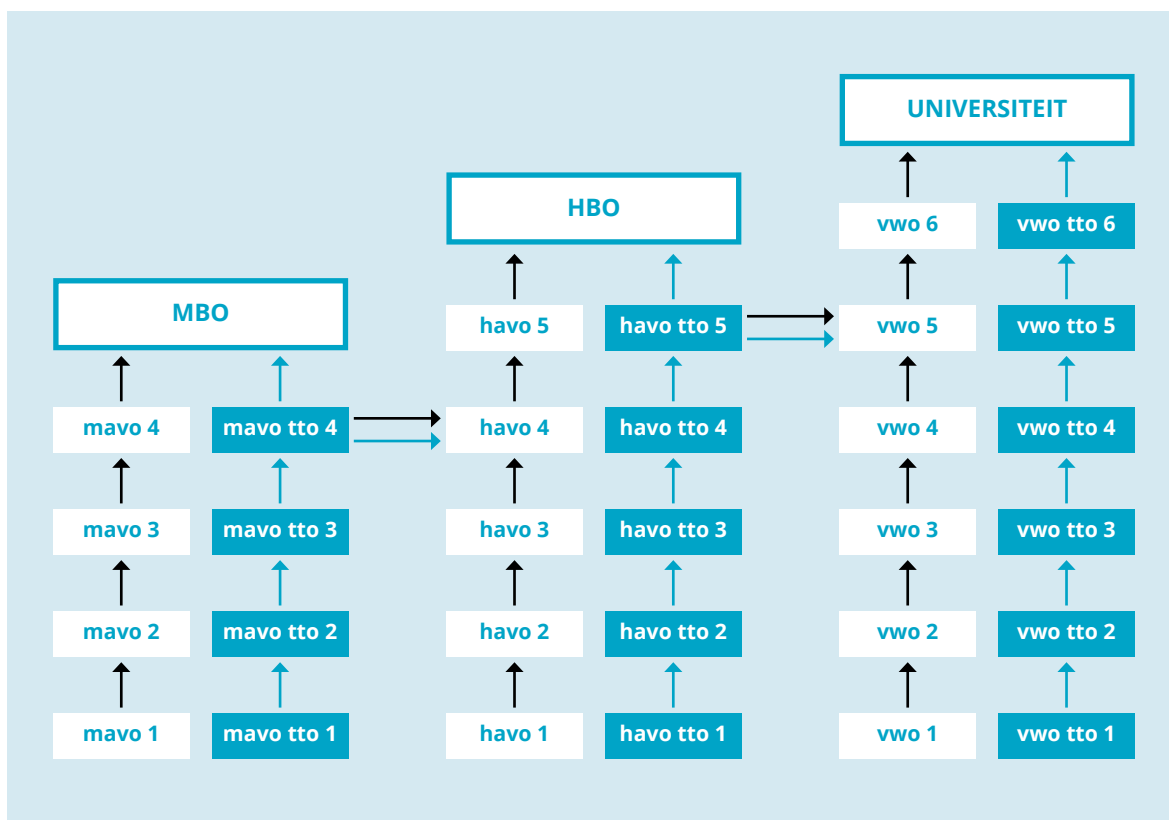 UNIVERSITEIT
HBO
vwo 6
vwo tto 6
MBO
havo 5
havo tto 5
vwo 5
vwo tto 5
mavo 4
mavo tto 4
havo 4
havo tto 4
vwo 4
vwo tto 4
mavo 3
mavo tto 3
havo 3
havo tto 3
vwo 3
vwo tto 3
mavo 2
mavo tto 2
havo 2
havo tto 2
vwo 2
vwo tto 2
mavo 1
mavo tto 1
havo 1
havo tto 1
vwo 1
vwo tto 1